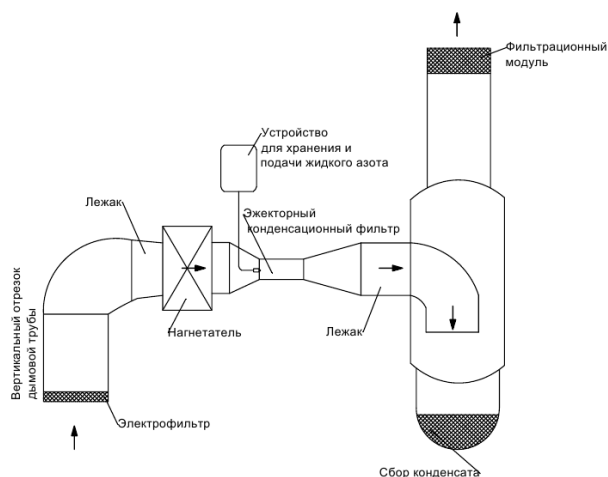 Фильтрационный
модуль
Устройство
для хранения и
подачи жидкого азота
Эжекторный
конденсационный фильтр
Лежак
Нагнетатель
Лежак
Вертикальный отрезок
дымовой трубы
Электрофильтр
Сбор конденсата